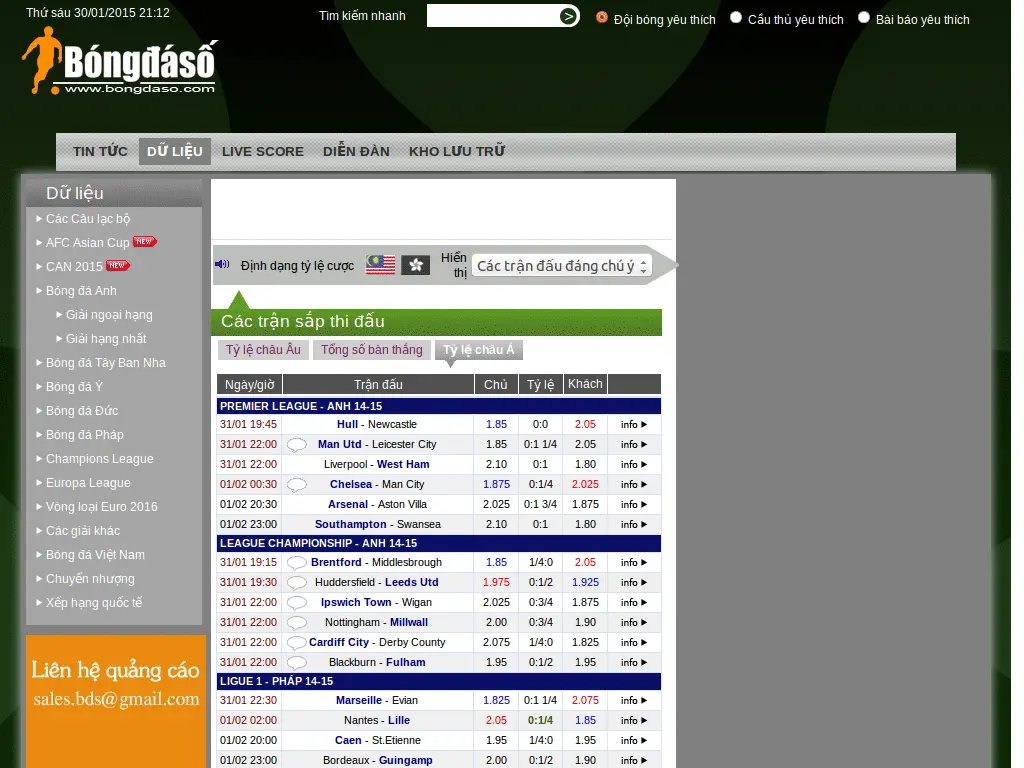 Thứ sáu 30/01/2015 21:12
Tìm kiếm nhanh
Đội bóng yêu thích
Cầu thủ yêu thích
Bài báo yêu thích
Bóngđásố
www.bongdaso.com
TIN TỨC DỮ LIỆU LIVE SCORE DIỄN ĐÀN KHO LƯU TRỮ
Dữ liệu
Các Câu lạc bộ
AFC Asian Cup NEW
CAN 2015 NEW
Bóng đá Anh
Giải ngoại hạng
Giải hạng nhất
Bóng đá Tây Ban Nha
Bóng đá Ý
Bóng đá Đức
Bóng đá Pháp
Champions League
Europa League
Vòng loại Euro 2016
Các giải khác
Bóng đá Việt Nam
Chuyển nhượng
Xếp hạng quốc tế
Liên hệ quảng cáo
sales.bds@gmail.com
Định dạng tỷ lệ cược
Hiển
thị
Các trận đấu đáng chú ý
Các trận sắp thi đấu
Tỷ lệ châu Âu Tổng số bàn thắng Tỷ lệ châu Á
Ngày/giờ Trận đấu Chủ Tỷ lệ Khách
PREMIER LEAGUE - ANH 14-15
31/01 19:45 Hull - Newcastle 1.85 0:0 2.05 info
31/01 22:00 Man Utd - Leicester City 1.85 0:1 1/4 2.05 info
31/01 22:00 Liverpool - West Ham 2.10 0:1 1.80 info
01/02 00:30 Chelsea - Man City 1.875 0:1/4 2.025 info
01/02 20:30 Arsenal - Aston Villa 2.025 0:1 3/4 1.875 info
01/02 23:00 Southampton - Swansea 2.10 0:1 1.80 info
LEAGUE CHAMPIONSHIP - ANH 14-15
31/01 19:15 Brentford - Middlesbrough 1.85 1/4:0 2.05 info
31/01 19:30 Huddersfield - Leeds Utd 1.975 0:1/2 1.925 info
31/01 22:00 Ipswich Town - Wigan 2.025 0:3/4 1.875 info
31/01 22:00 Nottingham - Millwall 2.00 0:3/4 1.90 info
31/01 22:00 Cardiff City - Derby County 2.075 1/4:0 1.825 info
31/01 22:00 Blackburn - Fulham 1.95 0:1/2 1.95 info
LIGUE 1 - PHÁP 14-15
31/01 22:30 Marseille - Evian 1.825 0:1 1/4 2.075 info
01/02 02:00 Nantes - Lille 2.05 0:1/4 1.85 info
01/02 20:00 Caen - St.Etienne 1.95 1/4:0 1.95 info
01/02 23:00 Bordeaux - Guingamp 2.00 0:1/2 1.90 info